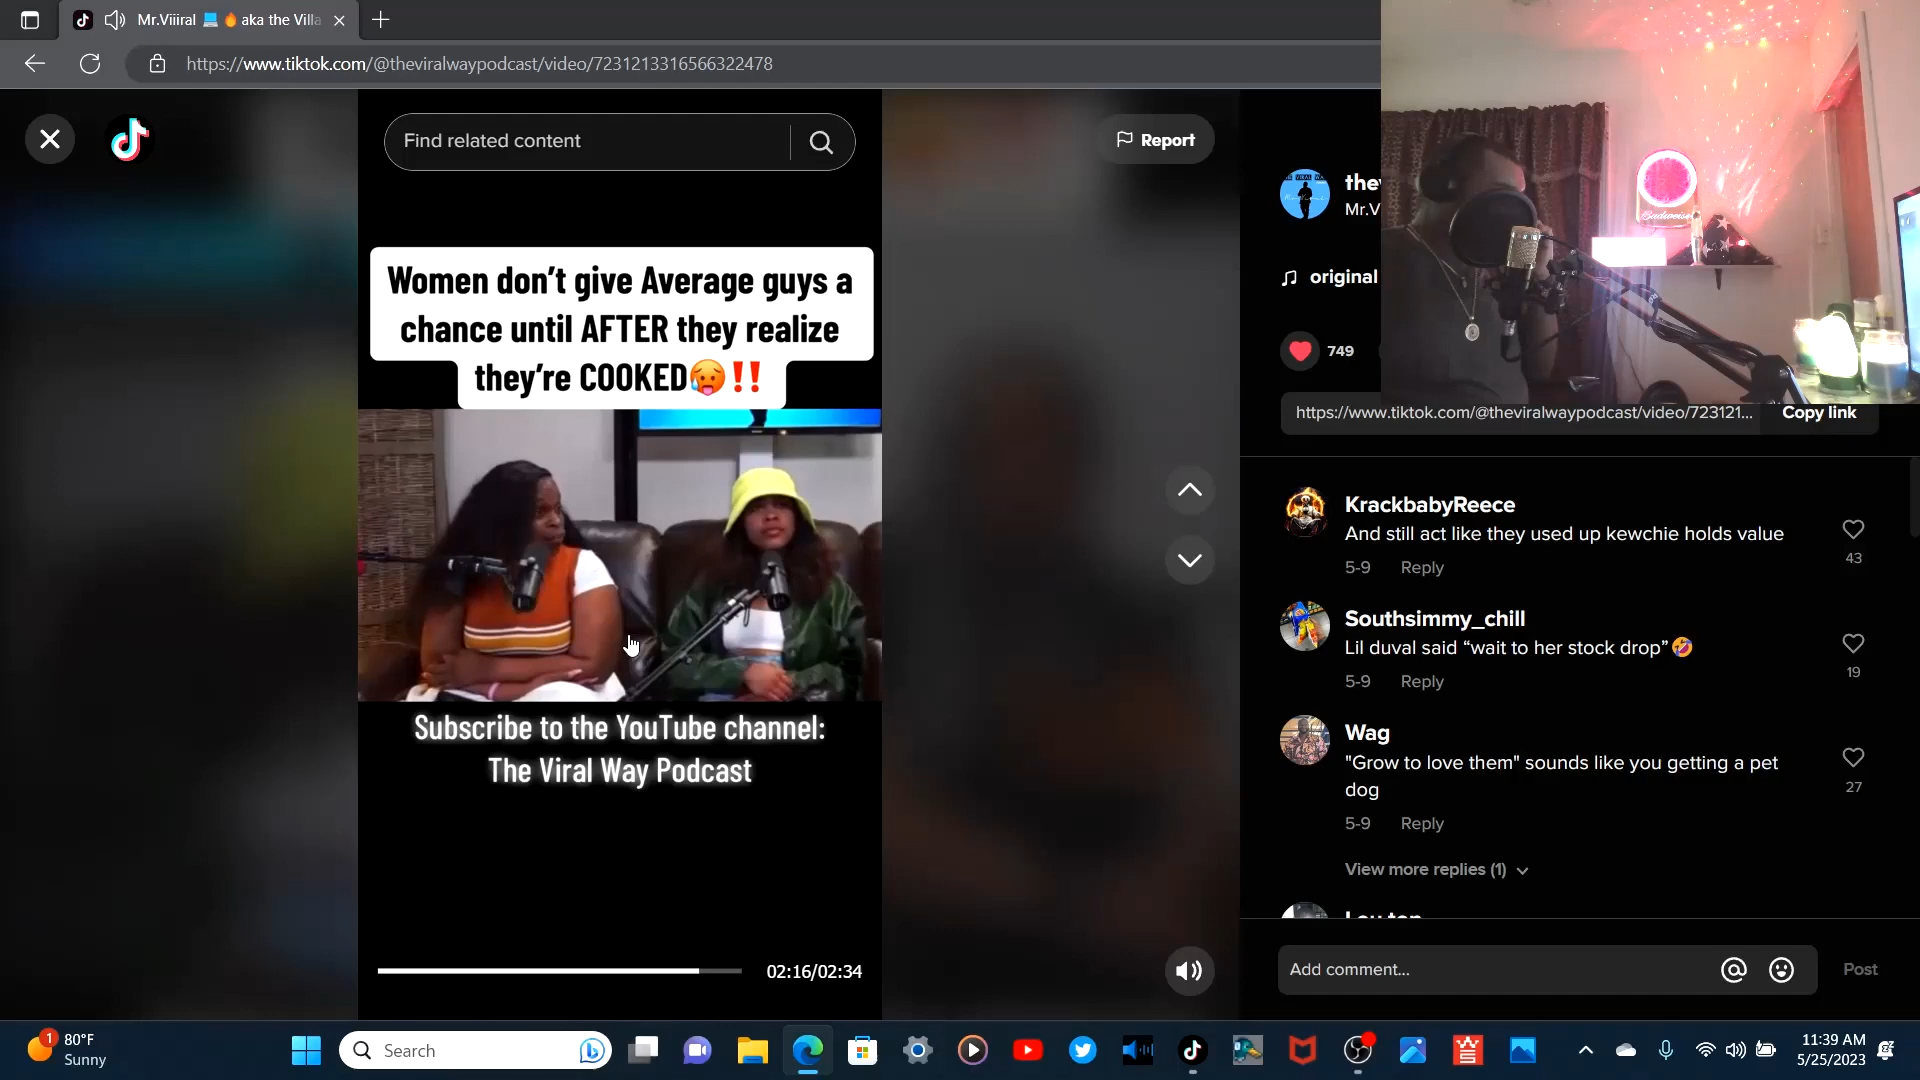 Mr.Viiiral 💻🔥 aka the Villa
https://www.tiktok.com/@theviralwaypodcast/video/7231213316566322478
Find related content
Report
Women don’t give Average guys a
chance until AFTER they realize
they’re COOKED🥵‼️
Subscribe to the YouTube channel:
The Viral Way Podcast
02:16/02:34
Mr.Vi
original
749
https://www.tiktok.com/@theviralwaypodcast/video/723121...
Copy link
Budweiser
KrackbabyReece
And still act like they used up kewchie holds value
5-9 Reply
43
Southsimmy_chill
Lil duval said “wait to her stock drop”🤣
5-9 Reply
19
Wag
"Grow to love them" sounds like you getting a pet
dog
5-9 Reply
27
View more replies (1)
Add comment...
Post
1
80°F
Sunny
Search
11:39 AM
5/25/2023